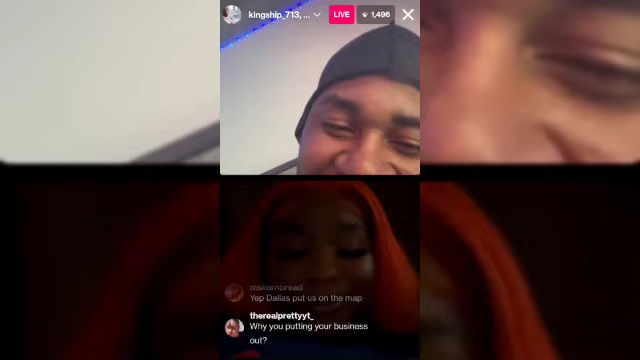 kingship_713, ...
LIVE
1,496
mskornbread
Yep Dallas put us on the map
therealprettyyt_
Why you putting your business
out?